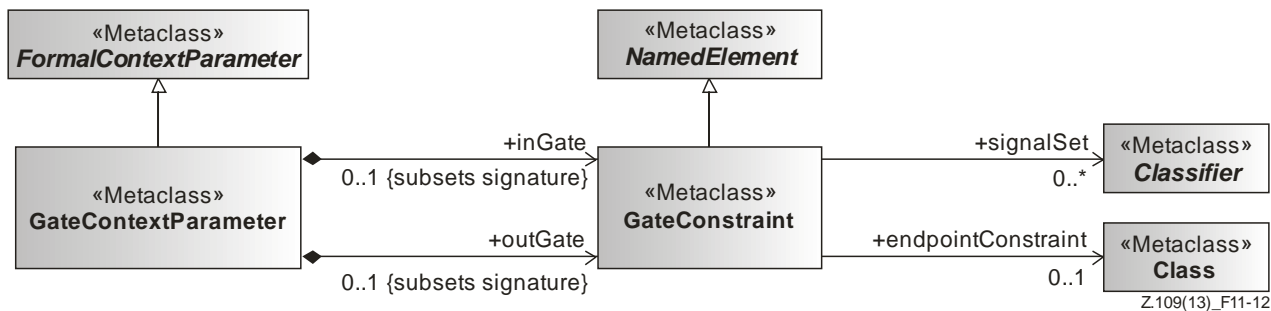 «Metaclass»
FormalContextParameter
«Metaclass»
NamedElement
«Metaclass»
GateContextParameter
+inGate
0..1 {subsets signature}
+outGate
0..1 {subsets signature}
«Metaclass»
GateConstraint
+signalSet
0..*
«Metaclass»
Classifier
+endpointConstraint
0..1
«Metaclass»
Class
Z.109(13)_F11-12